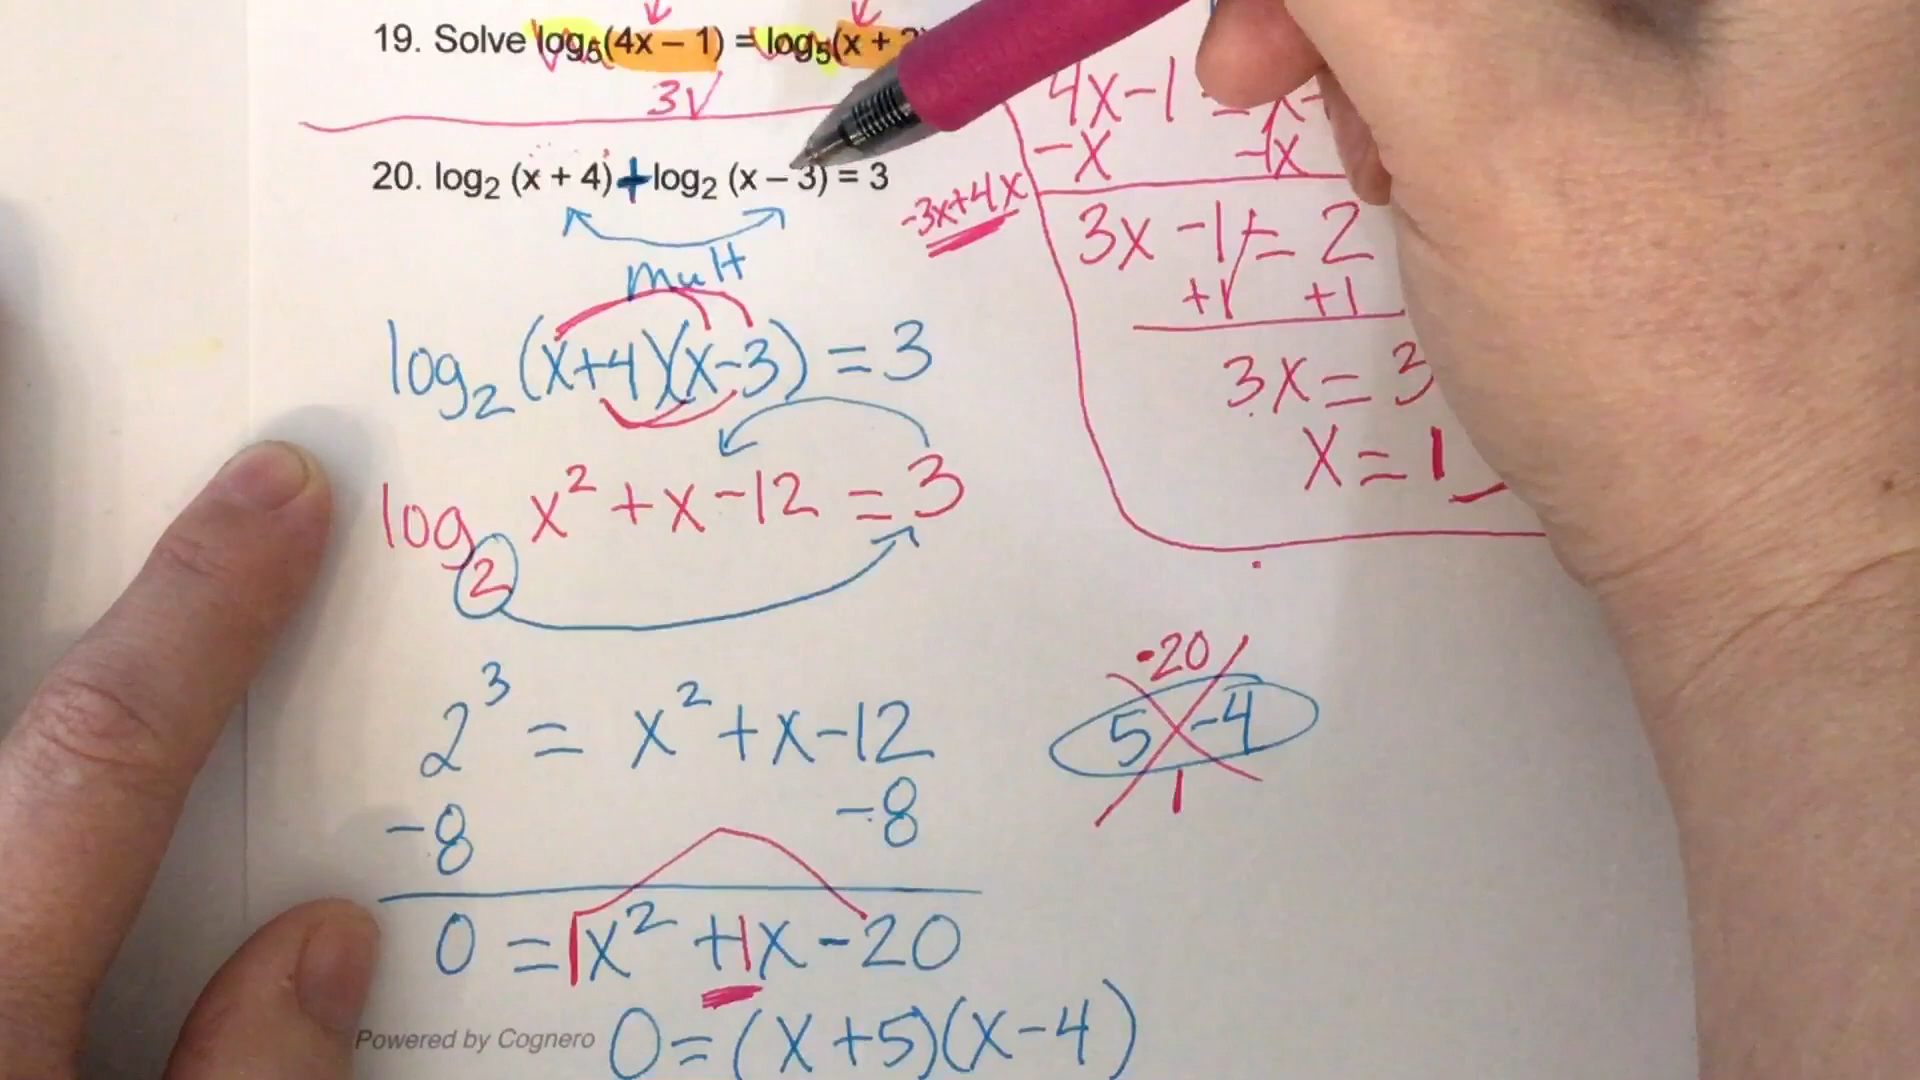 19. Solve log5(4x – 1) = log5(x +
3
20. log2 (x + 4) + log2 (x – 3) = 3
mult
-3x+4x
log2 (x+4)(x-3) = 3
log2 x² + x - 12 = 3
2³ = x² + x - 12
-8 -8
0 = 1x² + 1x - 20
0 = (x + 5)(x - 4)
Powered by Cognero
4x - 1 = x
-x -x
3x - 1 = 2
+1 +1
3x = 3
x = 1
-20
5 -4
1